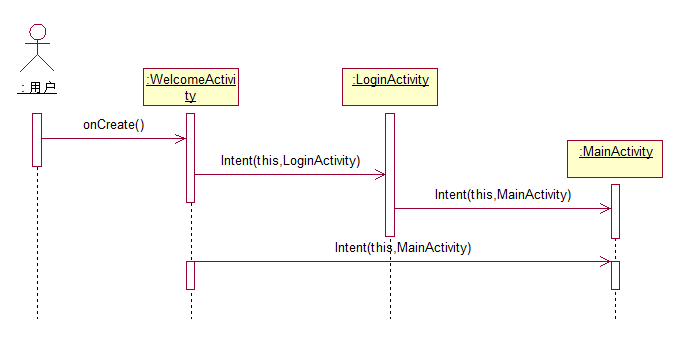 : 用户
:WelcomeActivi
ty
:LoginActivity
onCreate()
:MainActivity
Intent(this,LoginActivity)
Intent(this,MainActivity)
Intent(this,MainActivity)